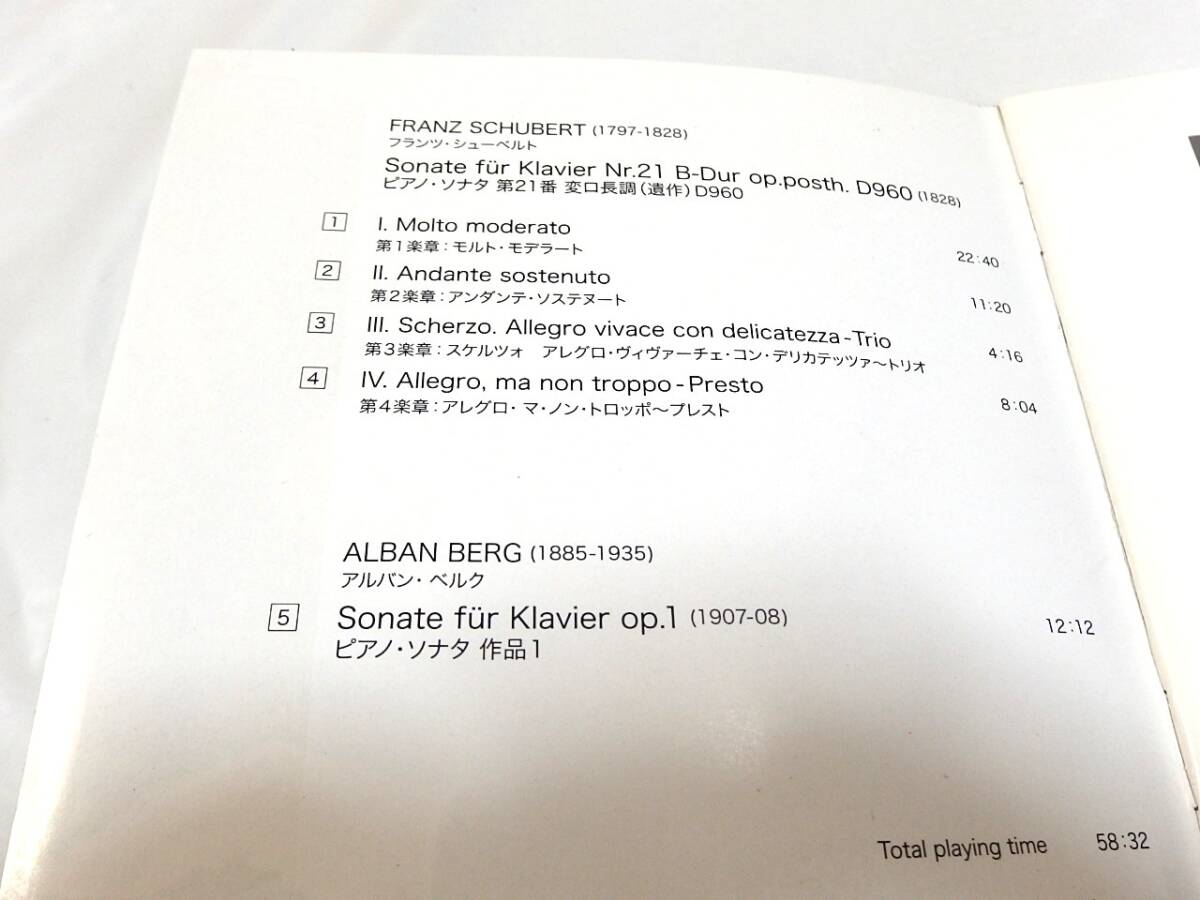 FRANZ SCHUBERT (1797-1828)
フランツ・シューベルト
Sonate für Klavier Nr.21 B-Dur op.posth. D960 (1828)
ピアノ・ソナタ 第21番 変ロ長調(遺作)D960
1 I. Molto moderato 22:40
第1楽章:モルト・モデラート
2 II. Andante sostenuto 11:20
第2楽章:アンダンテ・ソステヌート
3 III. Scherzo. Allegro vivace con delicatezza-Trio 4:16
第3楽章:スケルツォ アレグロ・ヴィヴァーチェ・コン・デリカテッツァ〜トリオ
4 IV. Allegro, ma non troppo-Presto 8:04
第4楽章:アレグロ・マ・ノン・トロッポ〜プレスト
ALBAN BERG (1885-1935)
アルバン・ベルク
5 Sonate für Klavier op.1 (1907-08) 12:12
ピアノ・ソナタ 作品1
Total playing time 58:32